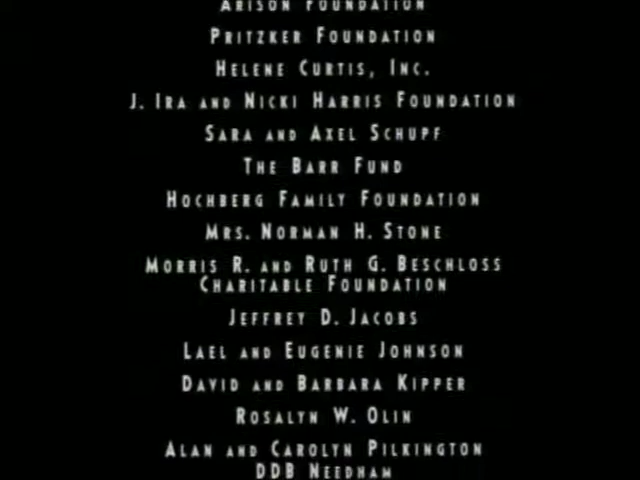 Arison Foundation
Pritzker Foundation
Helene Curtis, Inc.
J. Ira and Nicki Harris Foundation
Sara and Axel Schupf
The Barr Fund
Hochberg Family Foundation
Mrs. Norman H. Stone
Morris R. and Ruth G. Beschloss
Charitable Foundation
Jeffrey D. Jacobs
Lael and Eugenie Johnson
David and Barbara Kipper
Rosalyn W. Olin
Alan and Carolyn Pilkington
DDB Needham